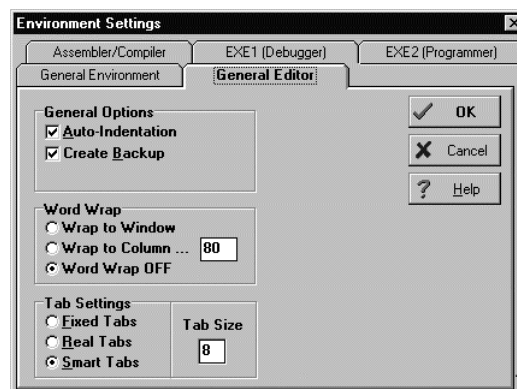 Environment Settings
Assembler/Compiler
EXE1 (Debugger)
EXE2 (Programmer)
General Environment
General Editor
General Options
Auto-Indentation
Create Backup
OK
Cancel
Help
Word Wrap
Wrap to Window
Wrap to Column ... 80
Word Wrap OFF
Tab Settings
Fixed Tabs
Real Tabs
Smart Tabs
Tab Size
8